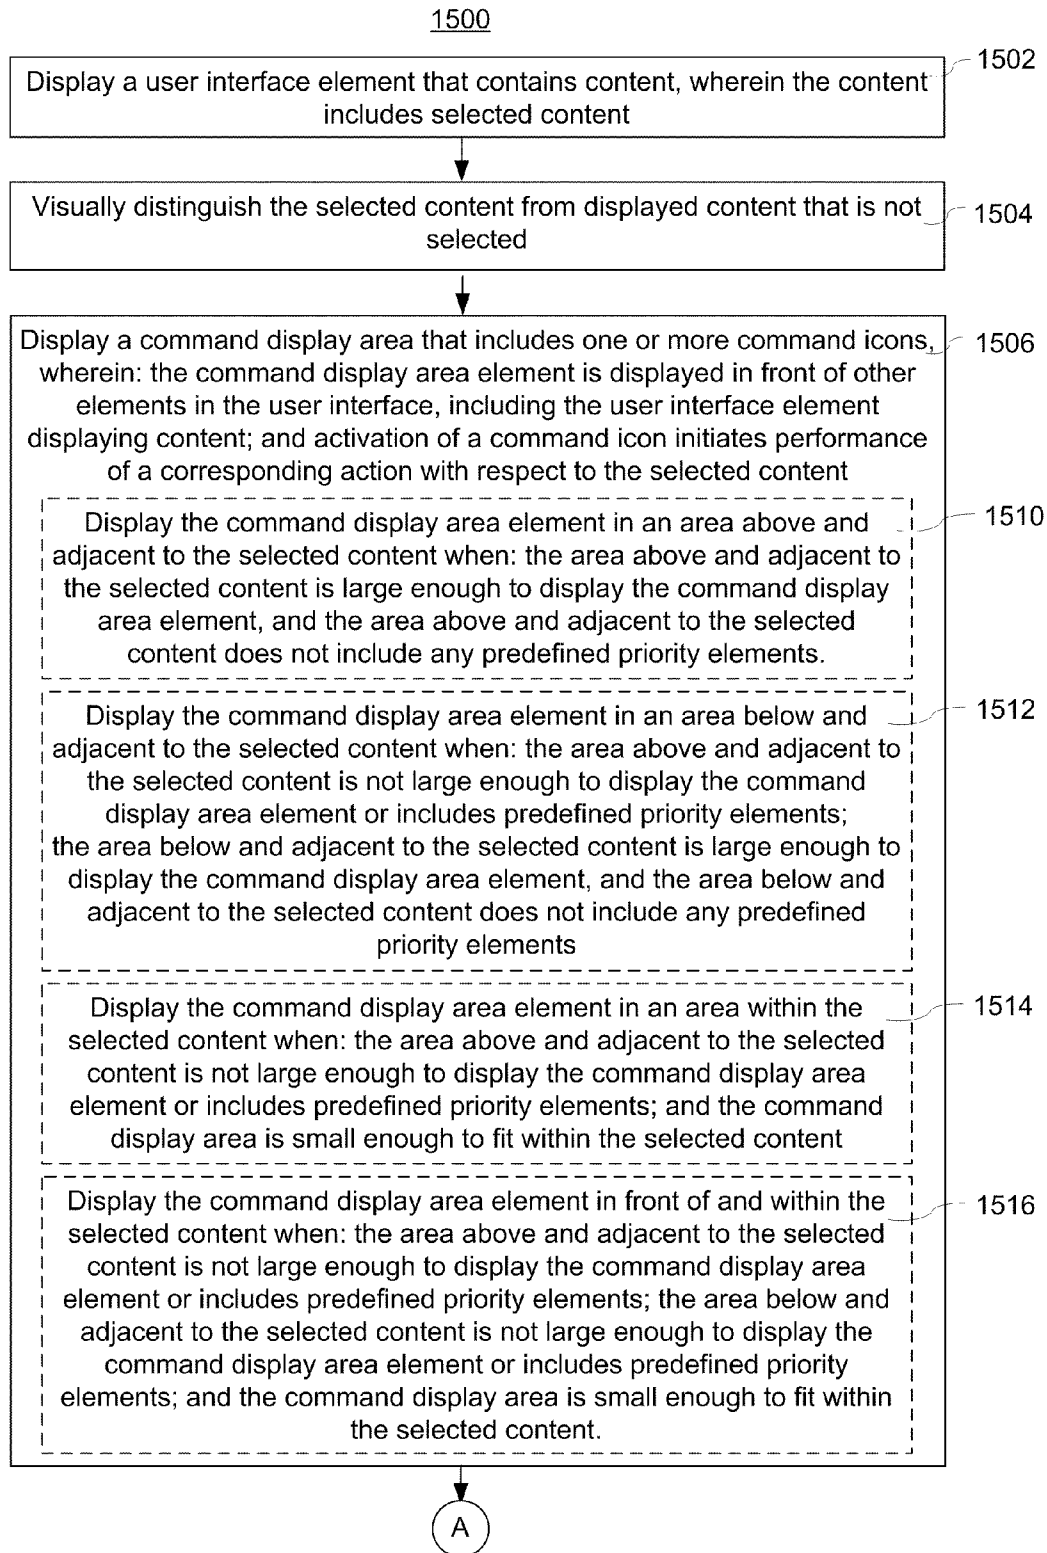 1500
Display a user interface element that contains content, wherein the content
includes selected content
1502
Visually distinguish the selected content from displayed content that is not
selected
1504
Display a command display area that includes one or more command icons,
wherein: the command display area element is displayed in front of other
elements in the user interface, including the user interface element
displaying content; and activation of a command icon initiates performance
of a corresponding action with respect to the selected content
1506
Display the command display area element in an area above and
adjacent to the selected content when: the area above and adjacent to
the selected content is large enough to display the command display
area element, and the area above and adjacent to the selected
content does not include any predefined priority elements.
1510
Display the command display area element in an area below and
adjacent to the selected content when: the area above and adjacent to
the selected content is not large enough to display the command
display area element or includes predefined priority elements;
the area below and adjacent to the selected content is large enough to
display the command display area element, and the area below and
adjacent to the selected content does not include any predefined
priority elements
1512
Display the command display area element in an area within the
selected content when: the area above and adjacent to the selected
content is not large enough to display the command display area
element or includes predefined priority elements; and the command
display area is small enough to fit within the selected content
1514
Display the command display area element in front of and within the
selected content when: the area above and adjacent to the selected
content is not large enough to display the command display area
element or includes predefined priority elements; the area below and
adjacent to the selected content is not large enough to display the
command display area element or includes predefined priority
elements; and the command display area is small enough to fit within
the selected content.
1516
A